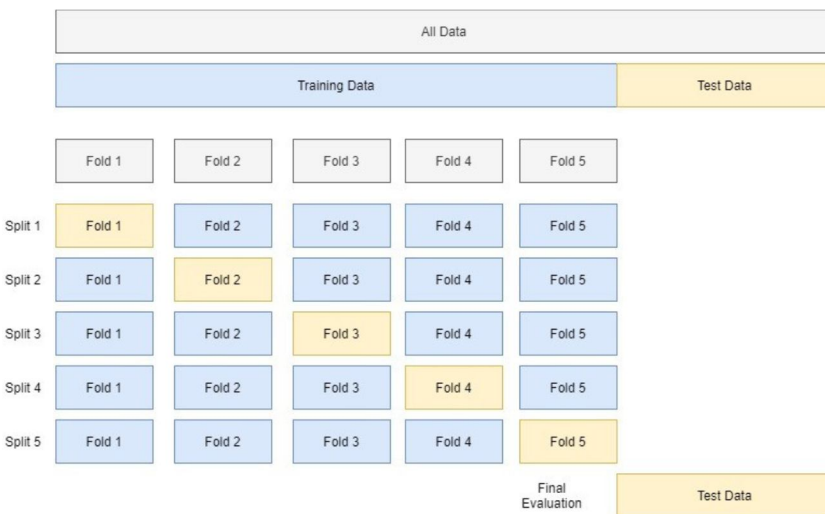 All Data
Training Data Test Data
Fold 1 Fold 2 Fold 3 Fold 4 Fold 5
Split 1 Fold 1 Fold 2 Fold 3 Fold 4 Fold 5
Split 2 Fold 1 Fold 2 Fold 3 Fold 4 Fold 5
Split 3 Fold 1 Fold 2 Fold 3 Fold 4 Fold 5
Split 4 Fold 1 Fold 2 Fold 3 Fold 4 Fold 5
Split 5 Fold 1 Fold 2 Fold 3 Fold 4 Fold 5
Final
Evaluation
Test Data